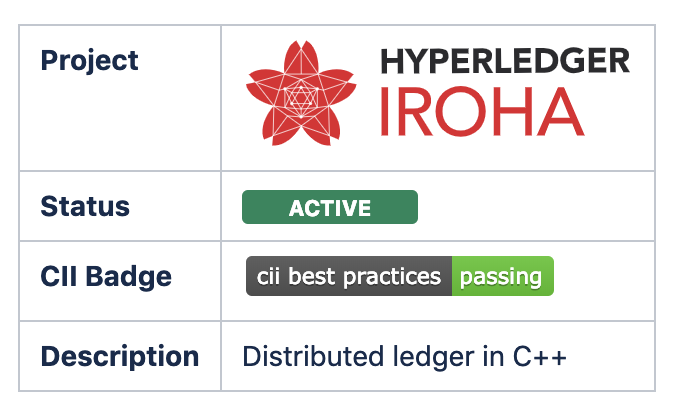 Project
HYPERLEDGER
IROHA
Status
ACTIVE
CII Badge
cii best practices passing
Description
Distributed ledger in C++